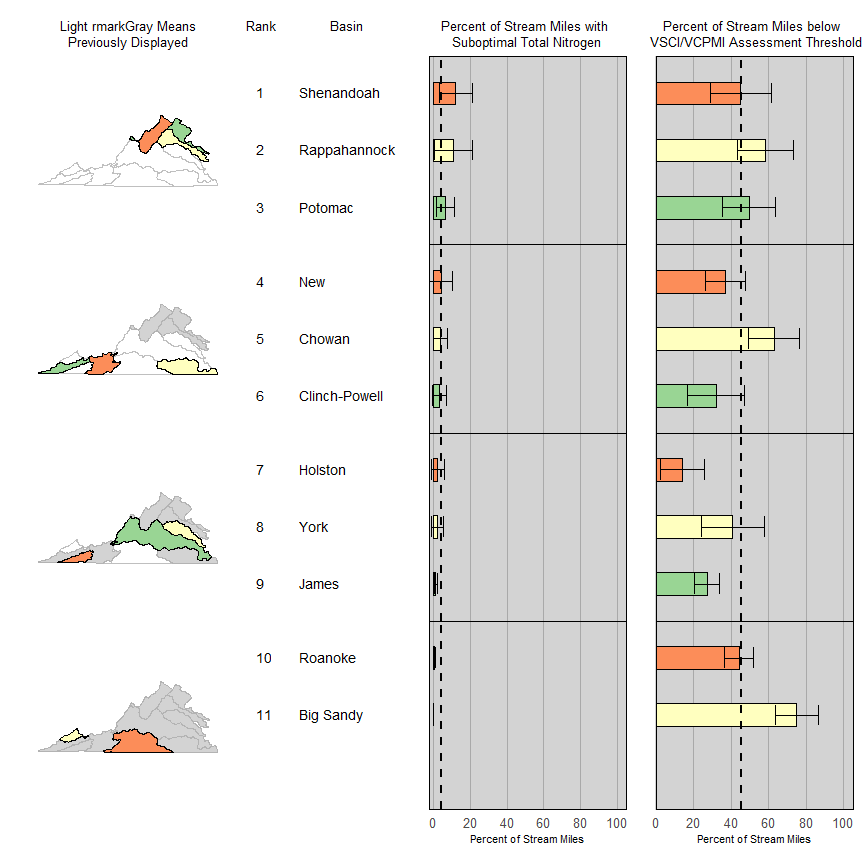 Light rmarkGray Means
Previously Displayed
Rank
Basin
Percent of Stream Miles with
Suboptimal Total Nitrogen
Percent of Stream Miles below
VSCI/VCPMI Assessment Threshold
1 Shenandoah
2 Rappahannock
3 Potomac
4 New
5 Chowan
6 Clinch-Powell
7 Holston
8 York
9 James
10 Roanoke
11 Big Sandy
0 20 40 60 80 100
Percent of Stream Miles
0 20 40 60 80 100
Percent of Stream Miles